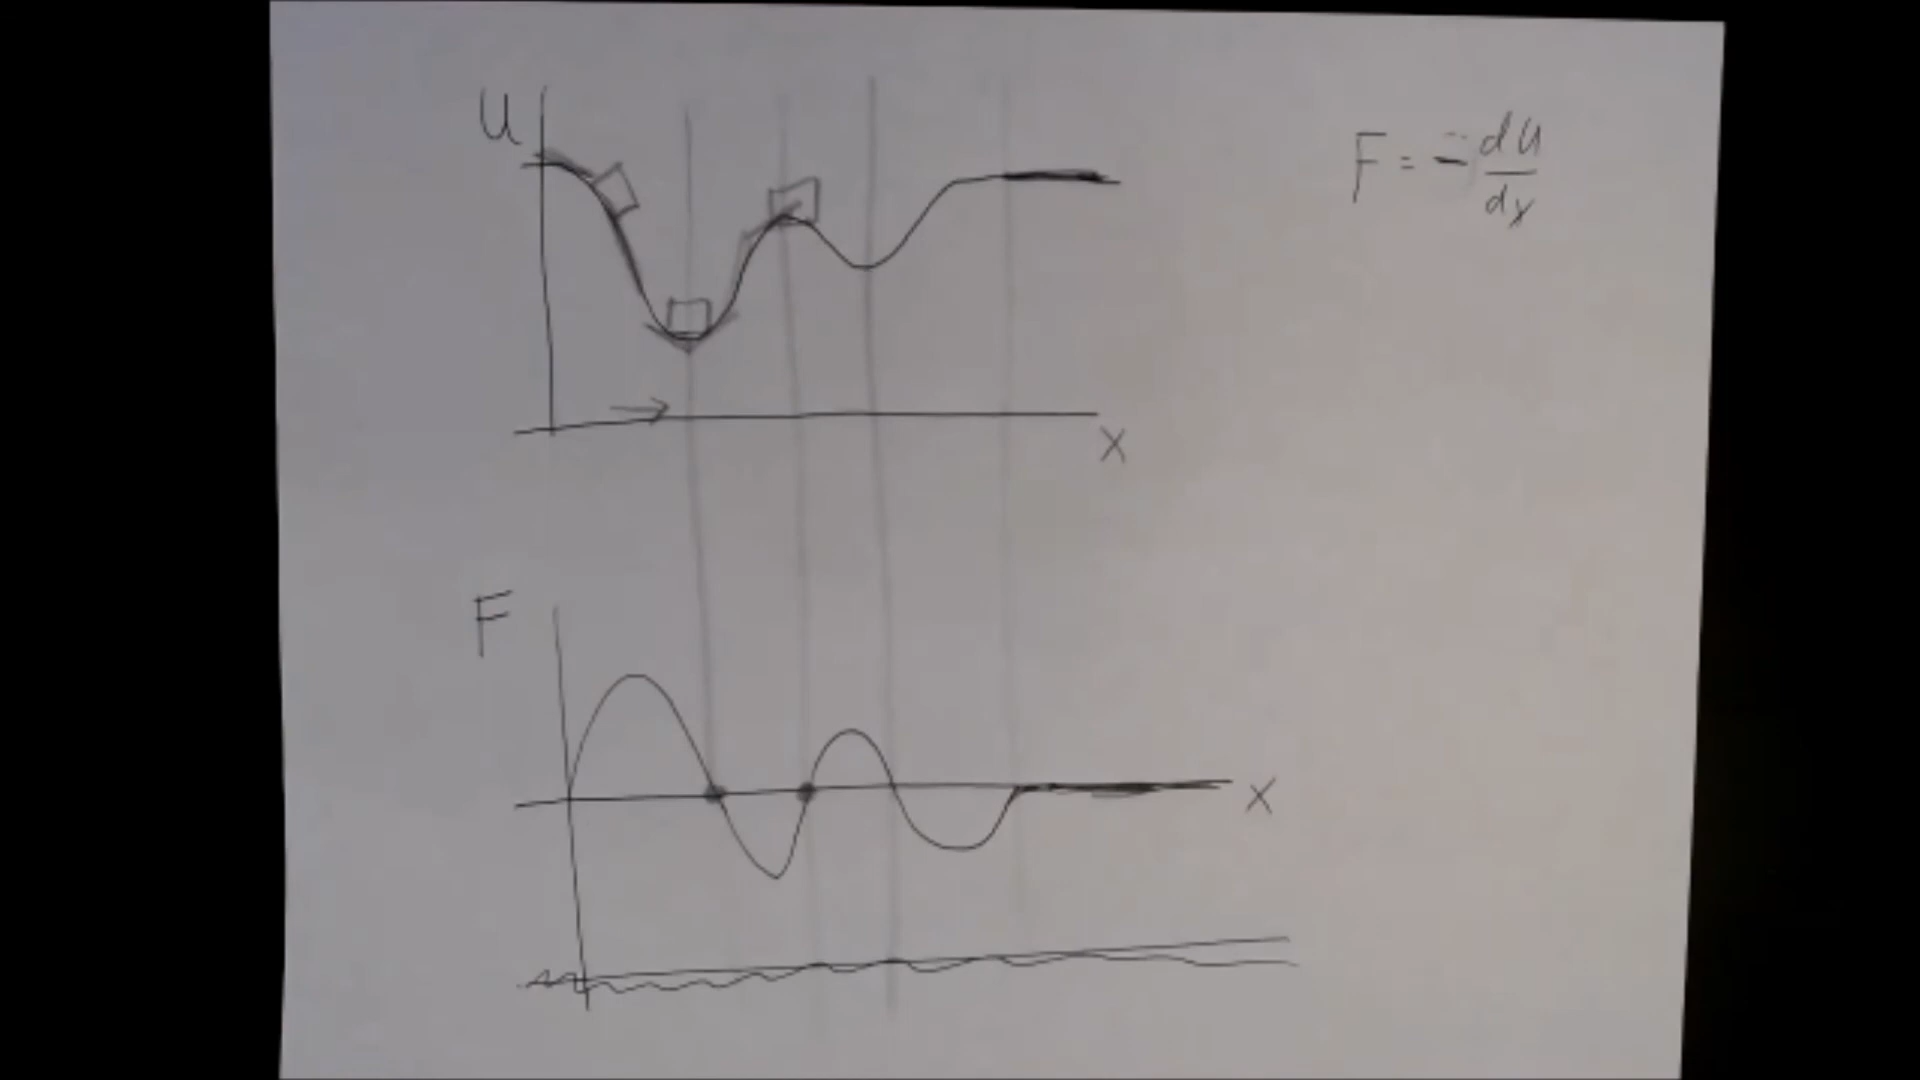 U
F = - dU/dx
X
F
X